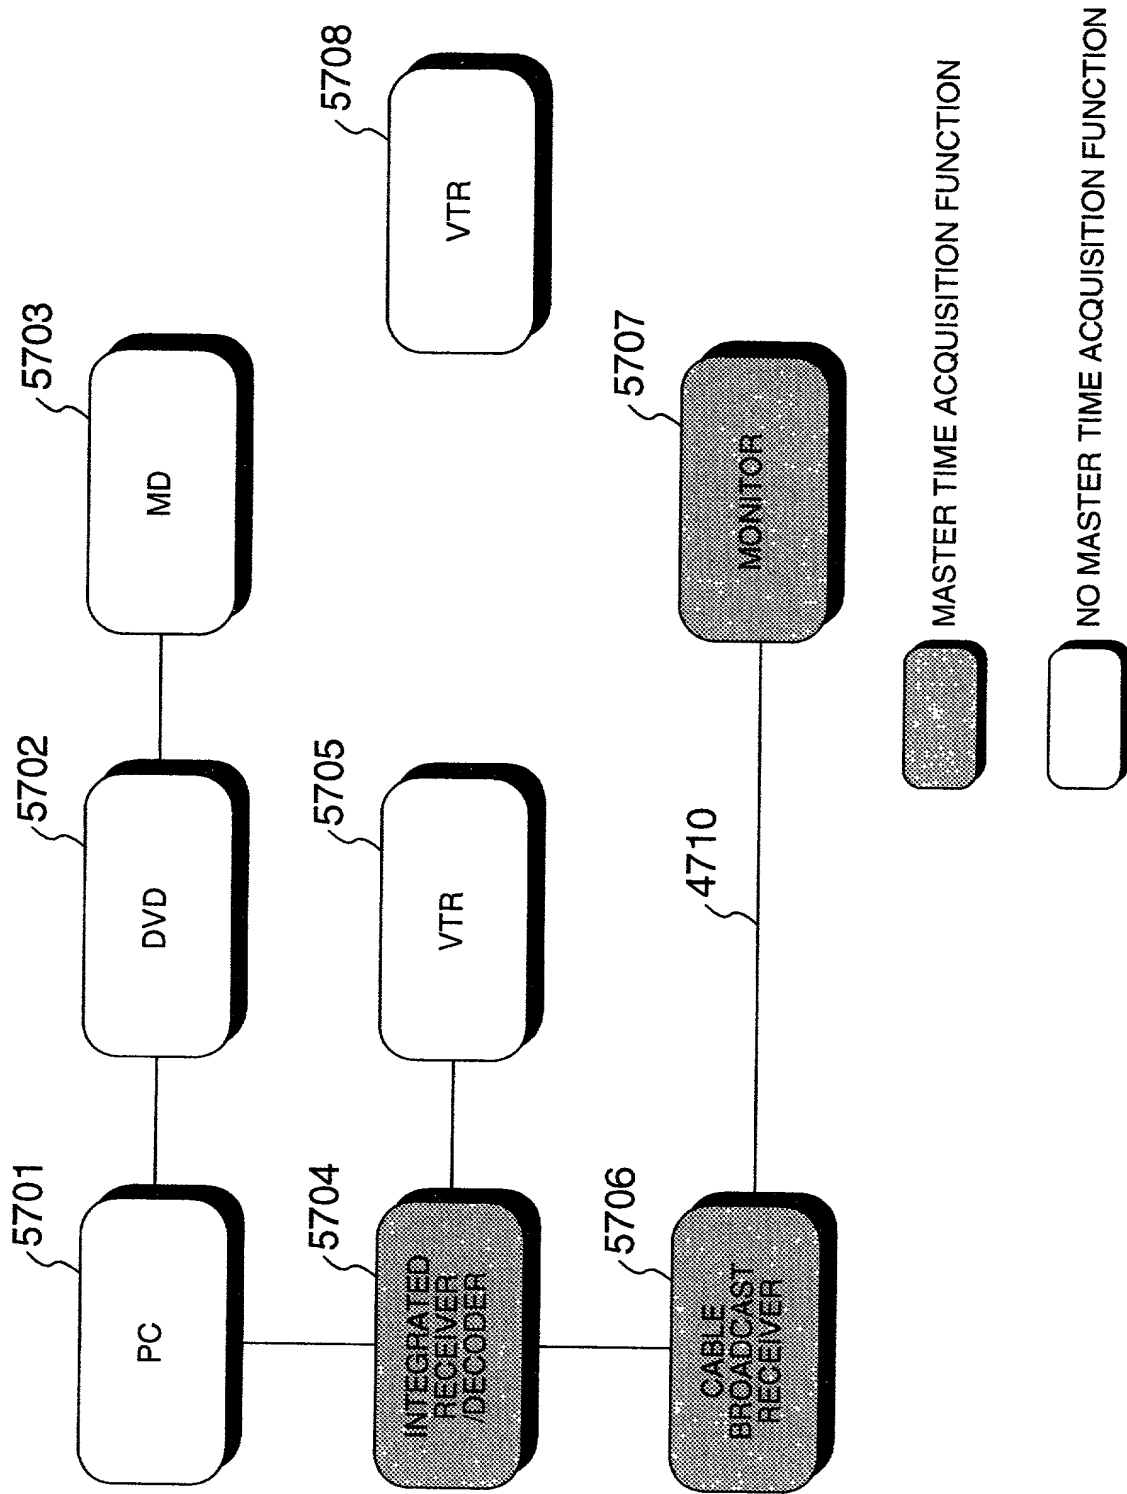 5701
PC
5702
DVD
5703
MD
5704
INTEGRATED
RECEIVER
/DECODER
5705
VTR
5708
VTR
5706
CABLE
BROADCAST
RECEIVER
4710
5707
MONITOR
MASTER TIME ACQUISITION FUNCTION
NO MASTER TIME ACQUISITION FUNCTION